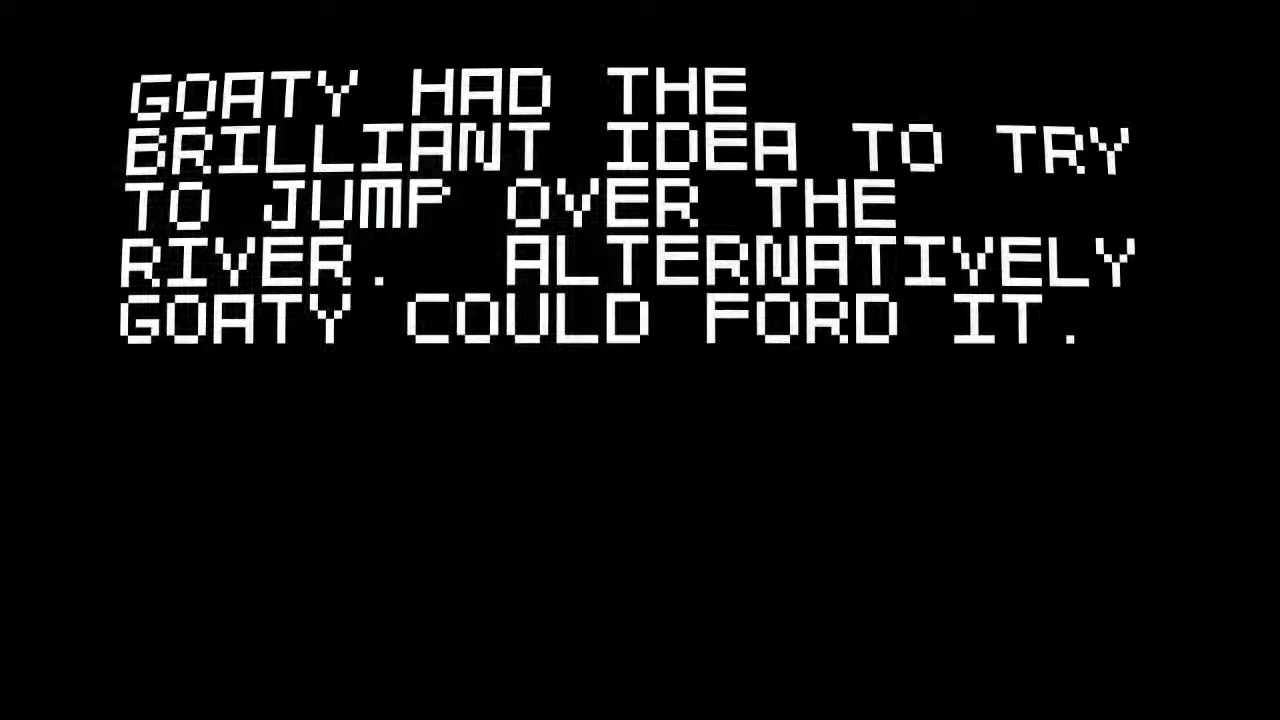 GOATY HAD THE
BRILLIANT IDEA TO TRY
TO JUMP OVER THE
RIVER.  ALTERNATIVELY
GOATY COULD FORD IT.